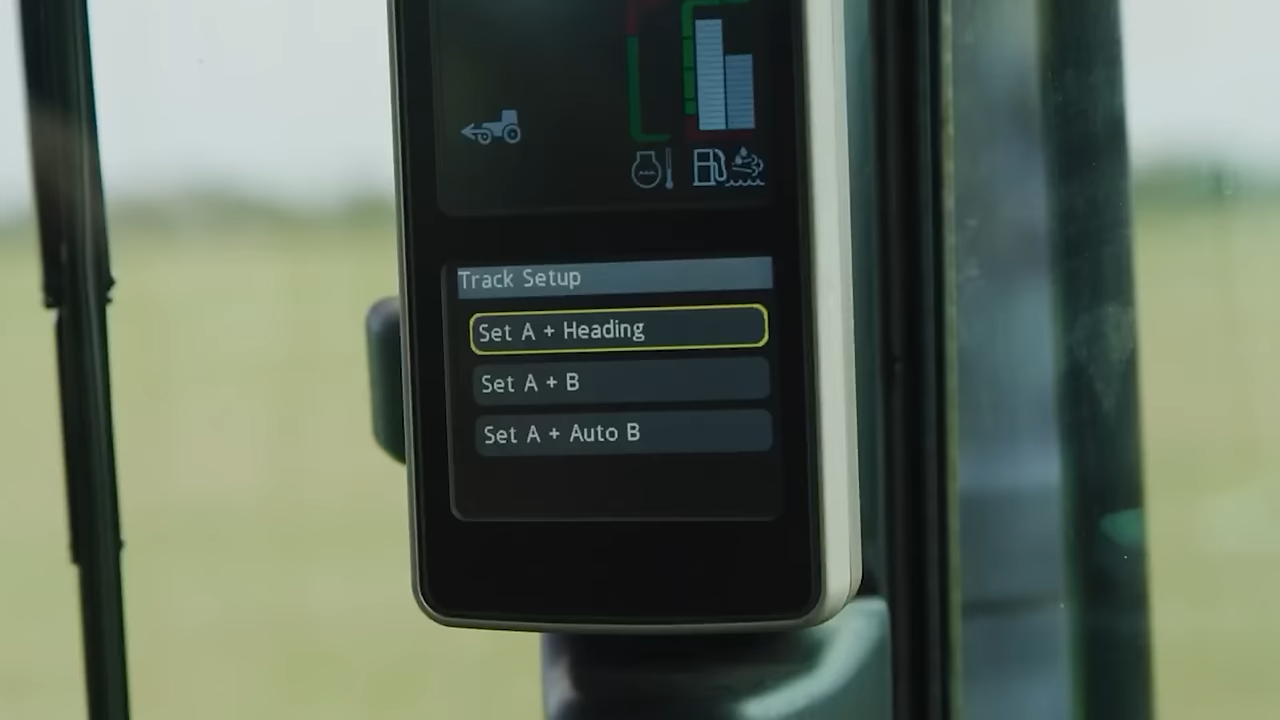 Track Setup
Set A + Heading
Set A + B
Set A + Auto B